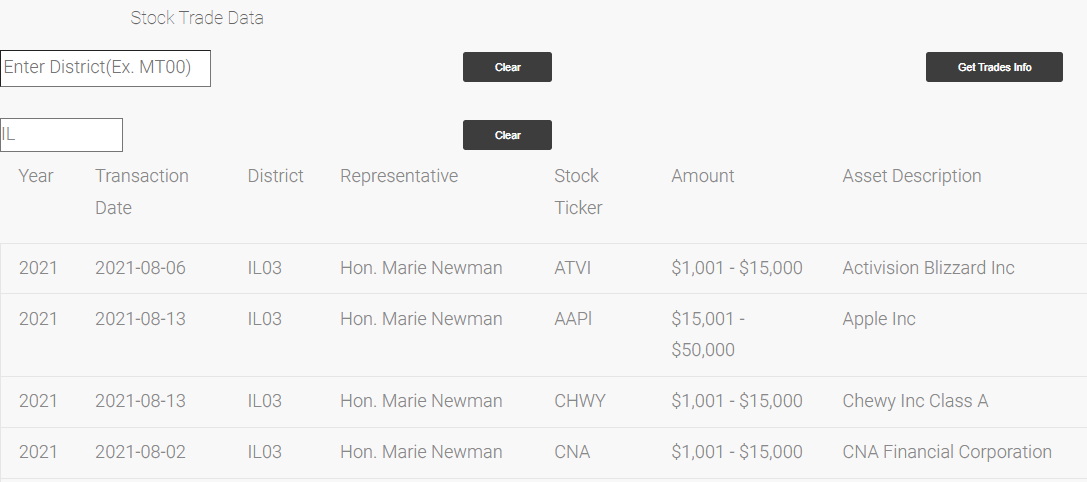 Stock Trade Data
Enter District(Ex. MT00) Clear Get Trades Info
IL Clear
Year Transaction Date District Representative Stock Ticker Amount Asset Description
2021 2021-08-06 IL03 Hon. Marie Newman ATVI $1,001 - $15,000 Activision Blizzard Inc
2021 2021-08-13 IL03 Hon. Marie Newman AAPl $15,001 - $50,000 Apple Inc
2021 2021-08-13 IL03 Hon. Marie Newman CHWY $1,001 - $15,000 Chewy Inc Class A
2021 2021-08-02 IL03 Hon. Marie Newman CNA $1,001 - $15,000 CNA Financial Corporation